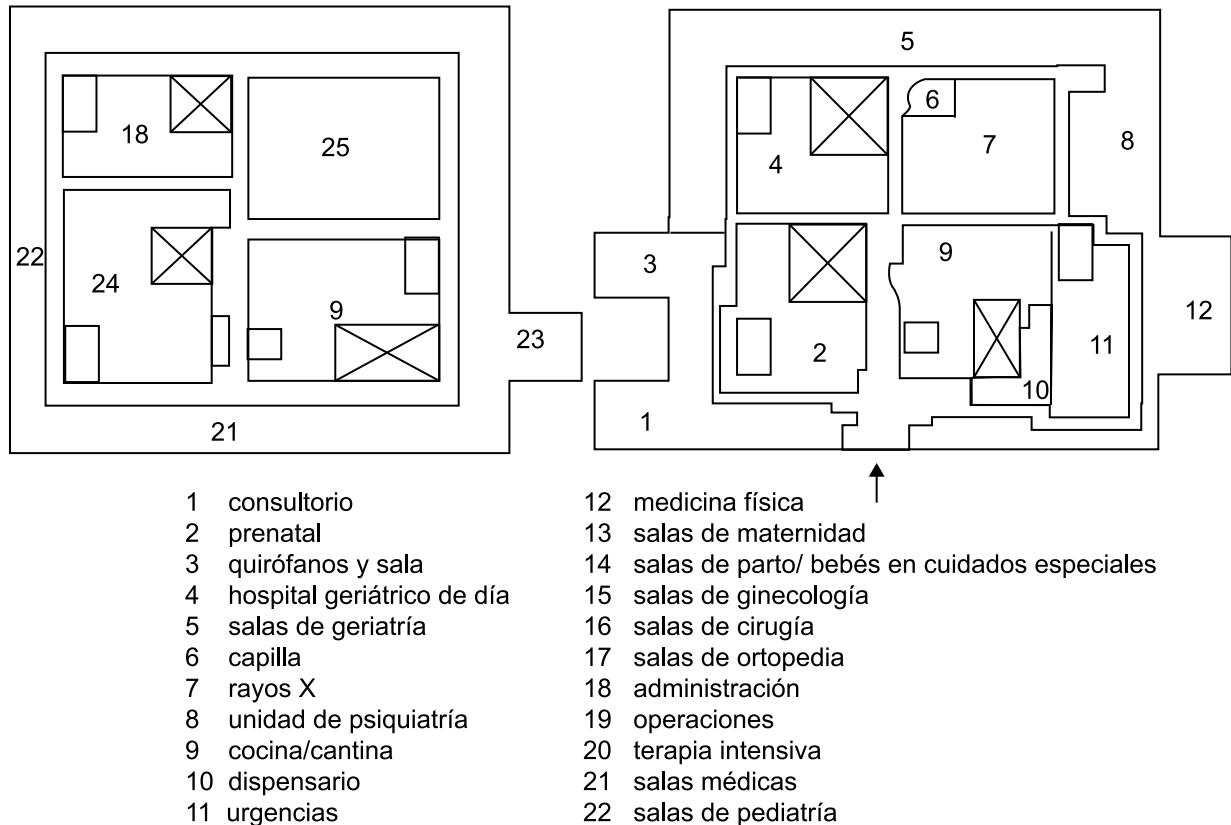 5
6
18
25
7
8
4
22
3
9
24
12
9
23
11
2
10
21
1
1 consultorio
2 prenatal
3 quirófanos y sala
4 hospital geriátrico de día
5 salas de geriatría
6 capilla
7 rayos X
8 unidad de psiquiatría
9 cocina/cantina
10 dispensario
11 urgencias
12 medicina física
13 salas de maternidad
14 salas de parto/ bebés en cuidados especiales
15 salas de ginecología
16 salas de cirugía
17 salas de ortopedia
18 administración
19 operaciones
20 terapia intensiva
21 salas médicas
22 salas de pediatría